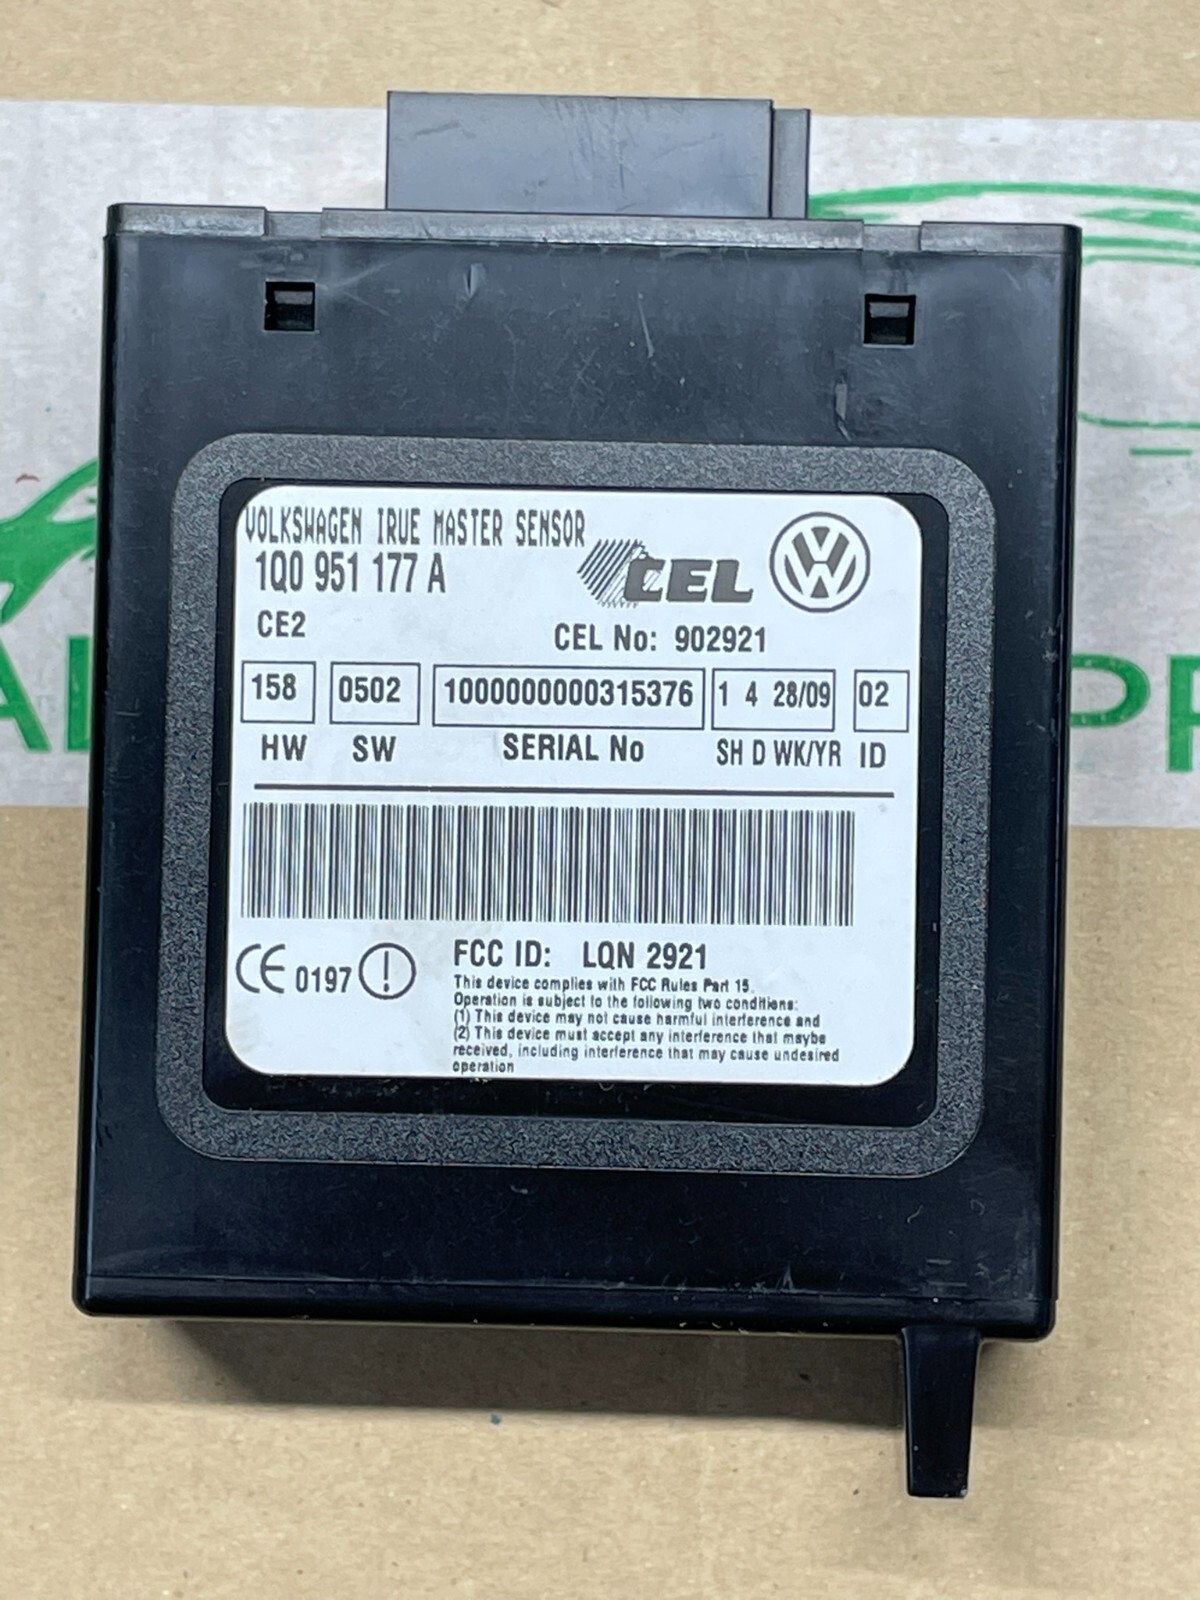 VOLKSWAGEN IRUE MASTER SENSOR
1Q0 951 177 A
CEL
CE2
CEL No: 902921
158 0502 1000000000315376 1 4 28/09 02
HW SW SERIAL No SH D WK/YR ID
CE 0197
FCC ID: LQN 2921
This device complies with FCC Rules Part 15.
Operation is subject to the following two conditions:
(1) This device may not cause harmful interference and
(2) This device must accept any interference that maybe
received, including interference that may cause undesired
operation